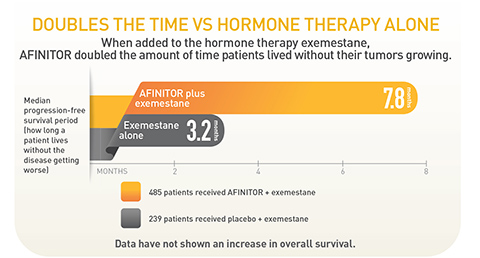 DOUBLES THE TIME VS HORMONE THERAPY ALONE
When added to the hormone therapy exemestane,
AFINITOR doubled the amount of time patients lived without their tumors growing.
Median
progression-free
survival period
(how long a
patient lives
without the
disease getting
worse)
AFINITOR plus
exemestane
7.8 months
Exemestane
alone
3.2 months
MONTHS 2 4 6 8
485 patients received AFINITOR + exemestane
239 patients received placebo + exemestane
Data have not shown an increase in overall survival.